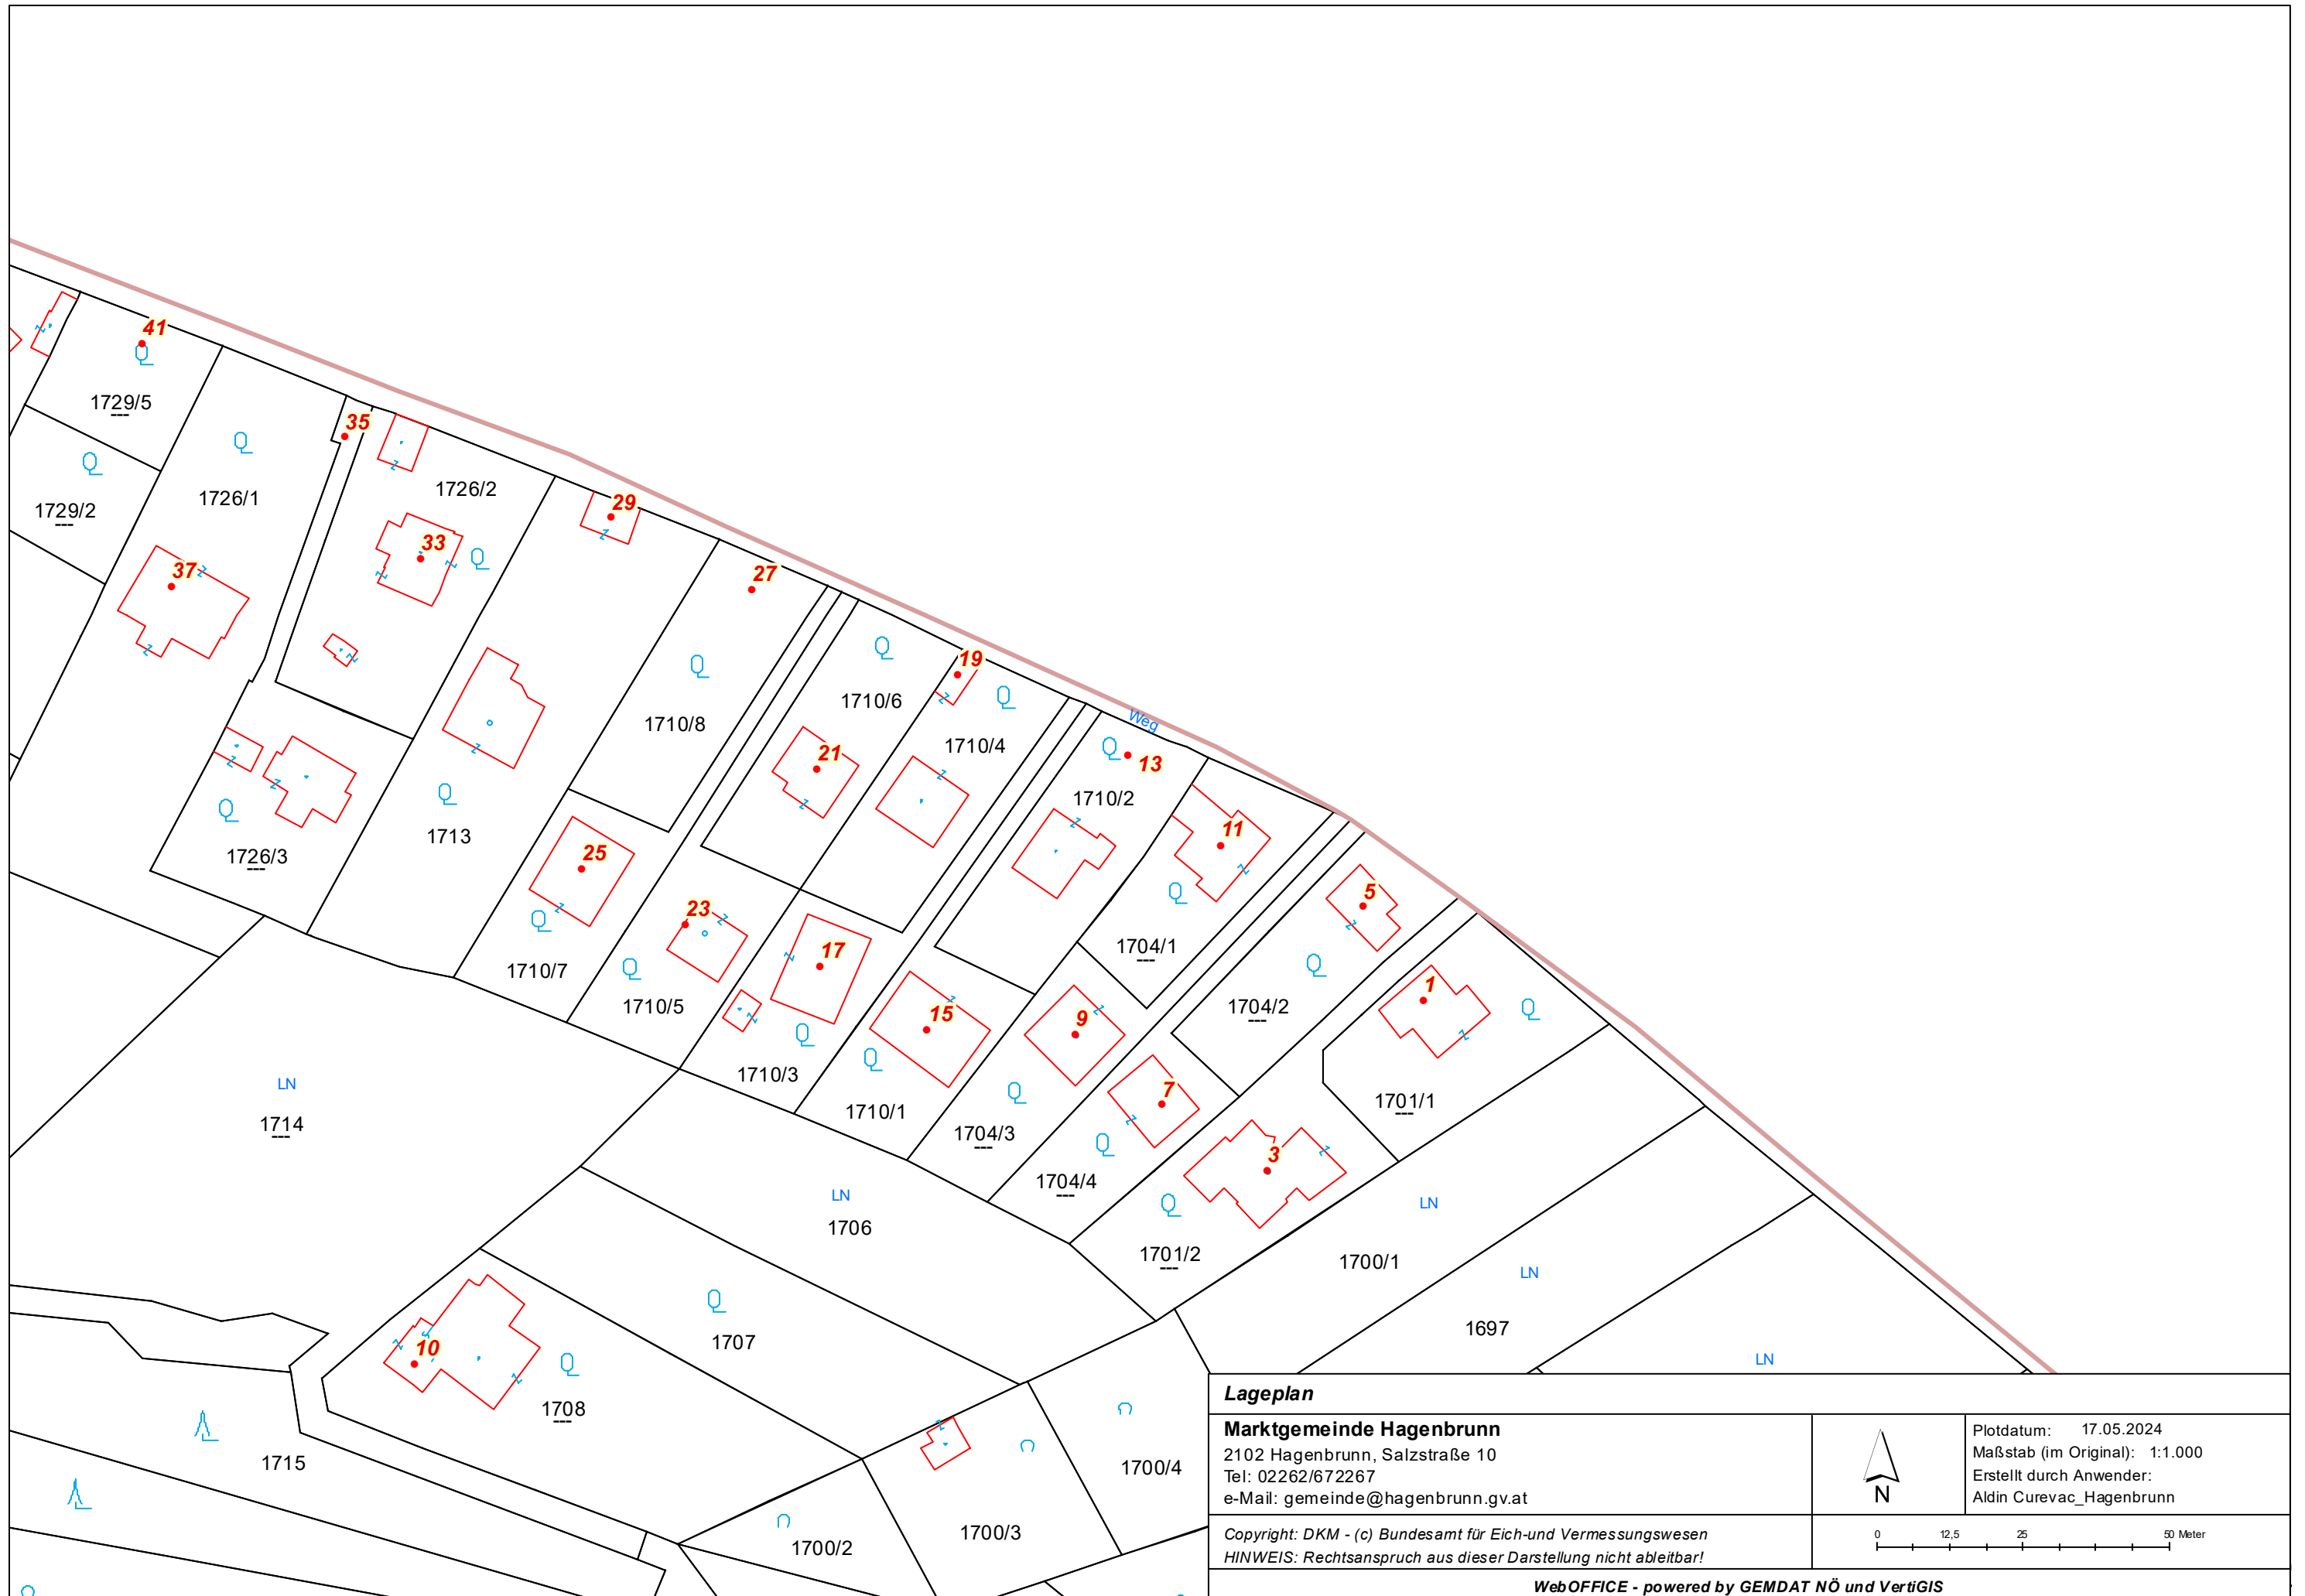 41
1729/5
35
1726/1
1726/2
29
1729/2
33
37
27
19
1710/6
1710/8
Weg
1710/4
21
13
1710/2
1713
11
1726/3
25
5
23
1704/1
17
1710/7
1
1710/5
1704/2
15
9
1710/3
LN
1714
1701/1
7
1710/1
1704/3
3
1704/4
LN
1706
LN
1701/2
1700/1
LN
1697
1707
10
LN
1708
1715
1700/4
1700/3
1700/2
Lageplan
Marktgemeinde Hagenbrunn
2102 Hagenbrunn, Salzstraße 10
Tel: 02262/672267
e-Mail: gemeinde@hagenbrunn.gv.at
N
Plotdatum: 17.05.2024
Maßstab (im Original): 1:1.000
Erstellt durch Anwender:
Aldin Curevac_Hagenbrunn
Copyright: DKM - (c) Bundesamt für Eich-und Vermessungswesen
HINWEIS: Rechtsanspruch aus dieser Darstellung nicht ableitbar!
0 12,5 25 50 Meter
WebOFFICE - powered by GEMDAT NÖ und VertiGIS